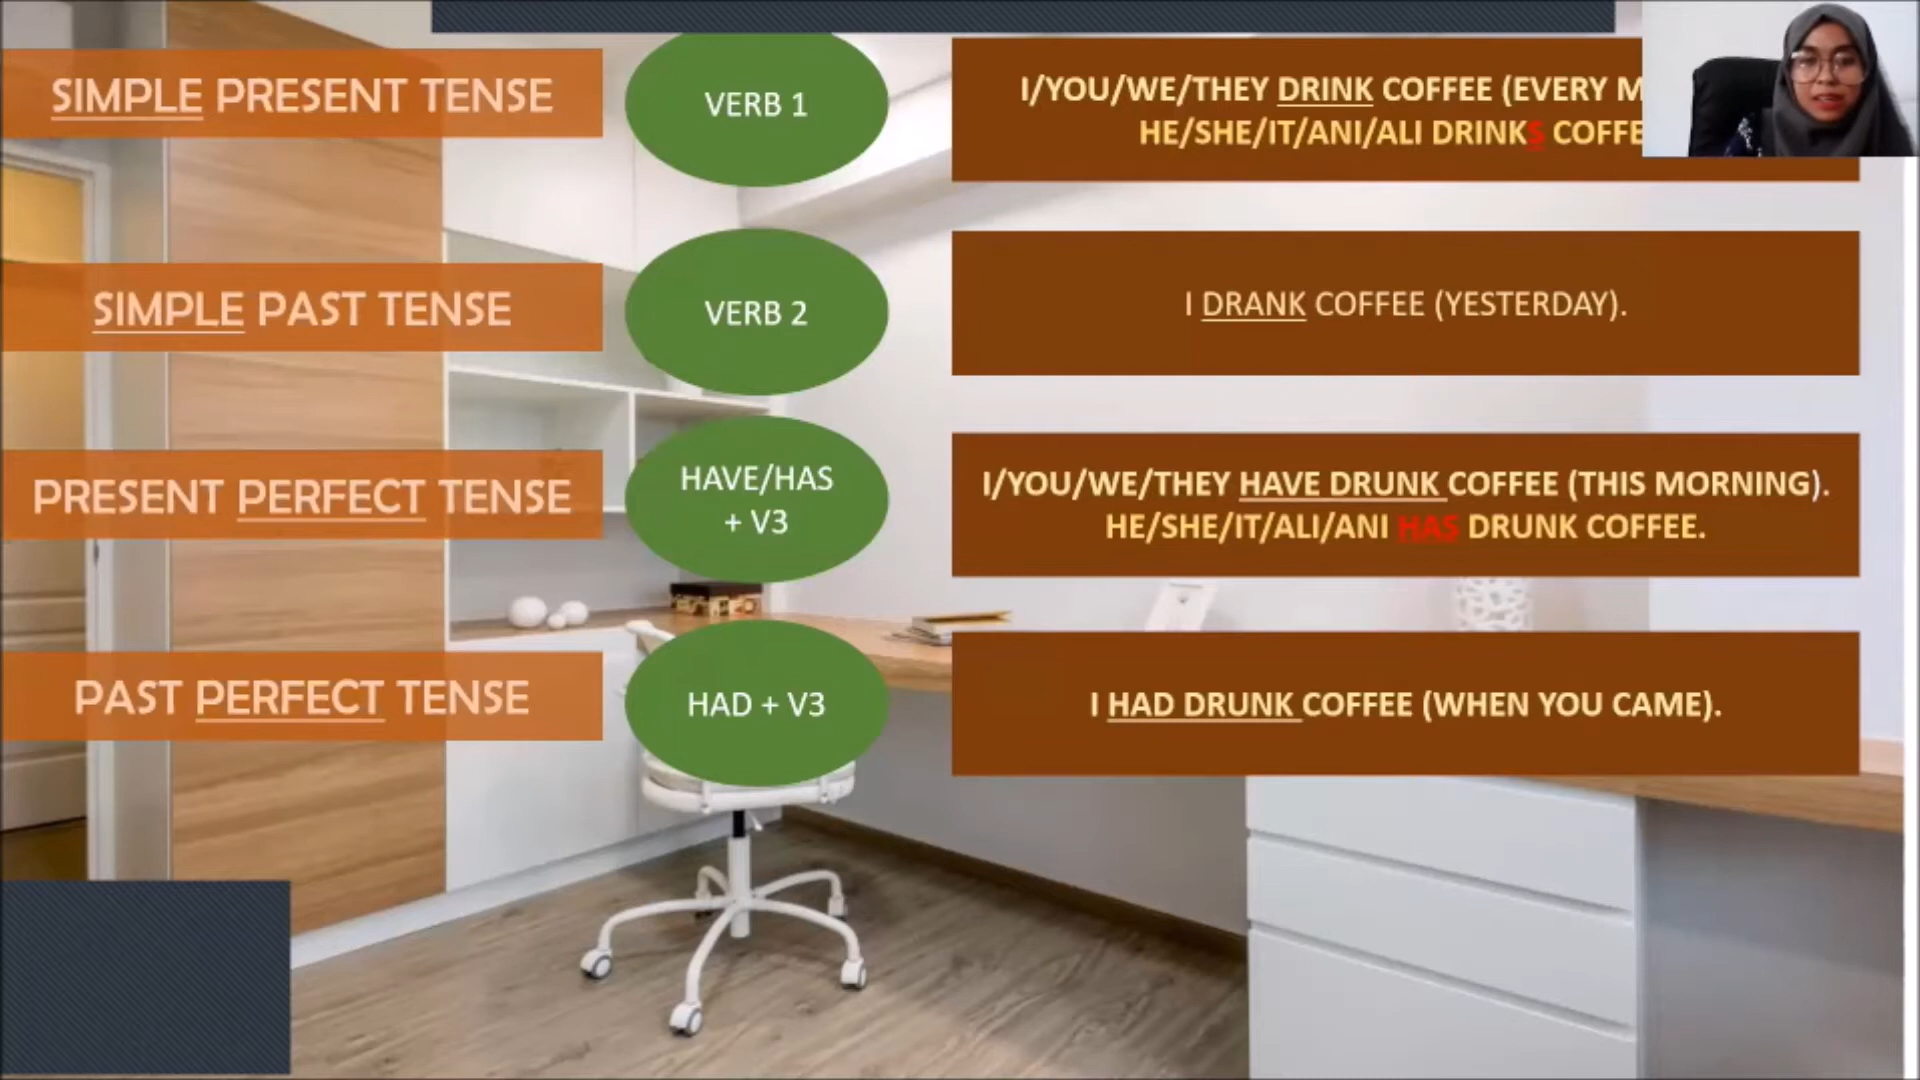 SIMPLE PRESENT TENSE
VERB 1
I/YOU/WE/THEY DRINK COFFEE (EVERY
HE/SHE/IT/ANI/ALI DRINKS
SIMPLE PAST TENSE
VERB 2
I DRANK COFFEE (YESTERDAY).
PRESENT PERFECT TENSE
HAVE/HAS
+ V3
I/YOU/WE/THEY HAVE DRUNK COFFEE (THIS MORNING).
HE/SHE/IT/ALI/ANI HAS DRUNK COFFEE.
PAST PERFECT TENSE
HAD + V3
I HAD DRUNK COFFEE (WHEN YOU CAME).